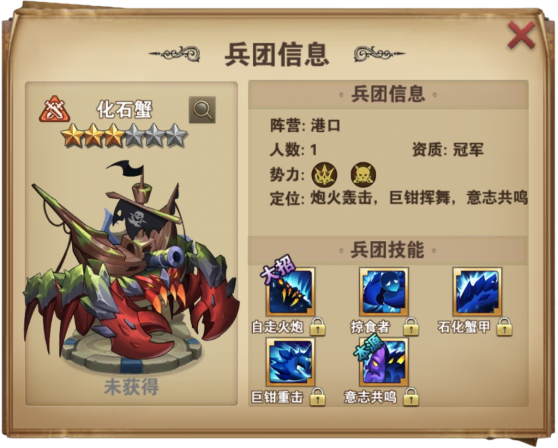 兵团信息
化石蟹
未获得
兵团信息
阵营: 港口
人数: 1 资质: 冠军
势力:
定位: 炮火轰击, 巨钳挥舞, 意志共鸣
兵团技能
大招
自走火炮 掠食者 石化蟹甲
本源
巨钳重击 意志共鸣